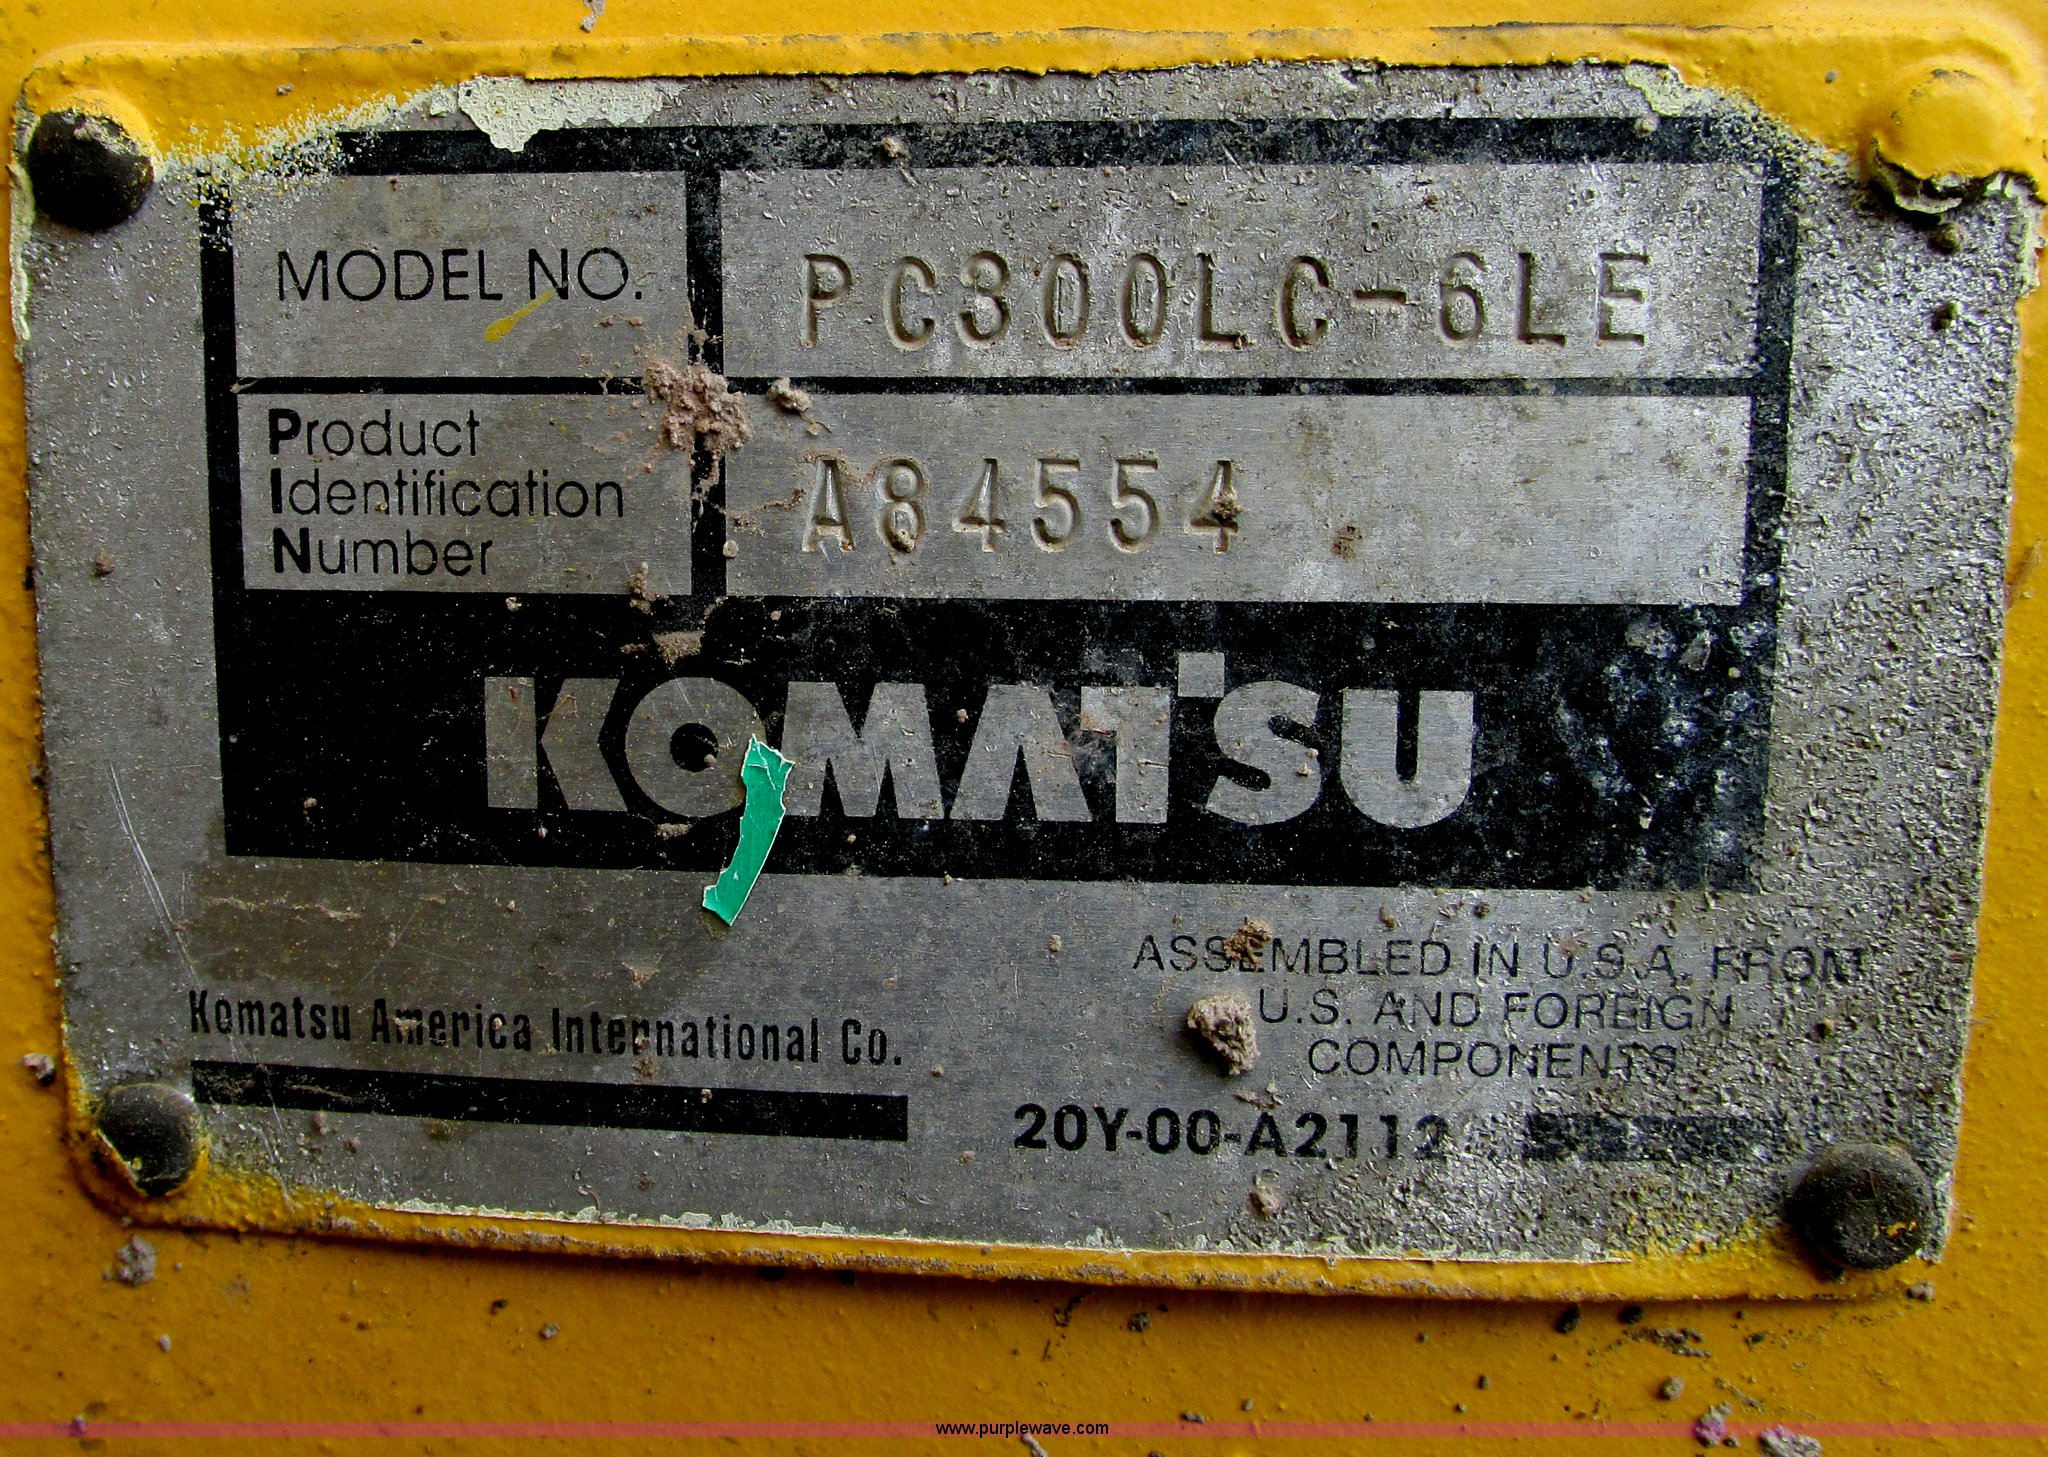 MODEL NO. PC300LC-6LE
Product
Identification
Number
A84554
KOMATSU
ASSEMBLED IN U.S.A. FROM
U.S. AND FOREIGN
COMPONENTS
Komatsu America International Co.
20Y-00-A2112
www.purplewave.com